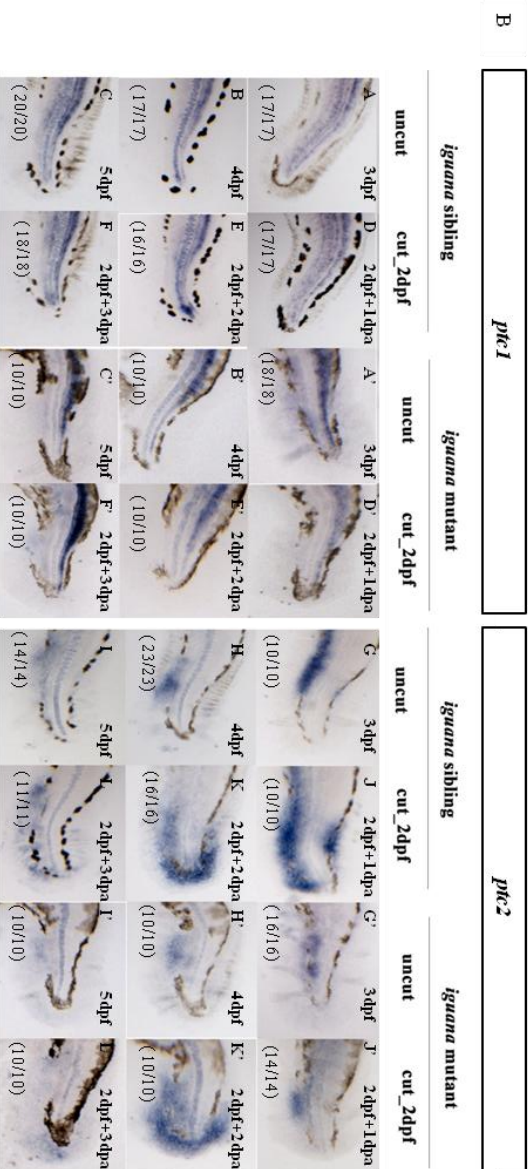 B
ptc1
ptc2
iguana sibling
iguana mutant
iguana sibling
iguana mutant
uncut
cut_2dpf
uncut
cut_2dpf
uncut
cut_2dpf
uncut
cut_2dpf
A 3dpf
(17/17)
D 2dpf+1dpa
(17/17)
A' 3dpf
(18/18)
D' 2dpf+1dpa
G 3dpf
(10/10)
J 2dpf+1dpa
(10/10)
G' 3dpf
(16/16)
J' 2dpf+1dpa
(14/14)
B 4dpf
(17/17)
E 2dpf+2dpa
(16/16)
B' 4dpf
(10/10)
E' 2dpf+2dpa
(10/10)
H 4dpf
(23/23)
K 2dpf+2dpa
(16/16)
H' 4dpf
(10/10)
K' 2dpf+2dpa
(10/10)
C 5dpf
(20/20)
F 2dpf+3dpa
(18/18)
C' 5dpf
(10/10)
F' 2dpf+3dpa
(10/10)
I 5dpf
(14/14)
L 2dpf+3dpa
(11/11)
I' 5dpf
(10/10)
L' 2dpf+3dpa
(10/10)